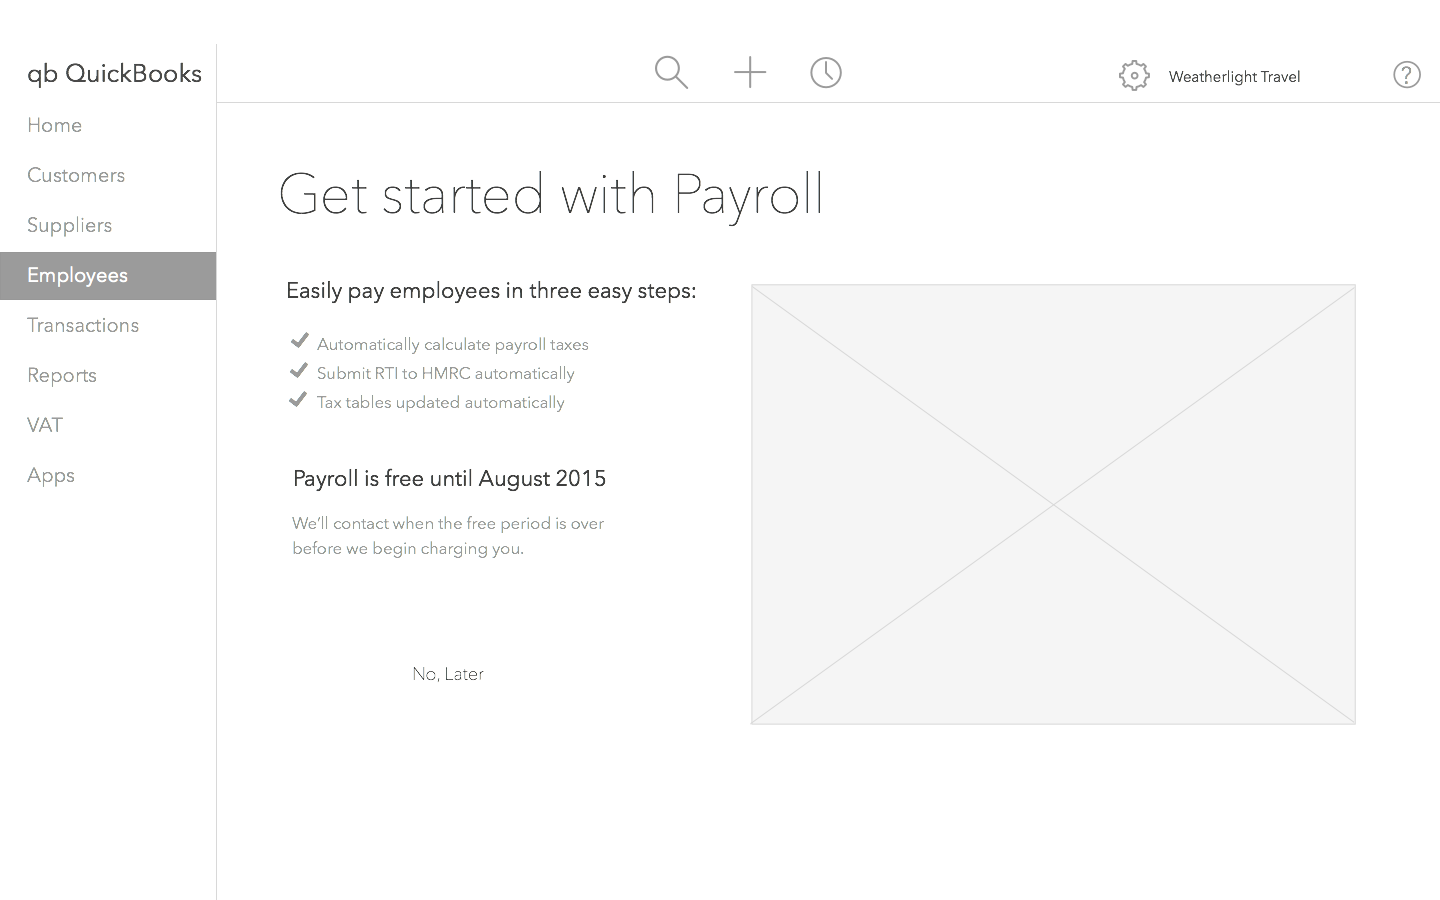 qb QuickBooks
Home
Customers
Suppliers
Employees
Transactions
Reports
VAT
Apps
Weatherlight Travel
?
Get started with Payroll
Easily pay employees in three easy steps:
Automatically calculate payroll taxes
Submit RTI to HMRC automatically
Tax tables updated automatically
Payroll is free until August 2015
We'll contact when the free period is over
before we begin charging you.
No, Later